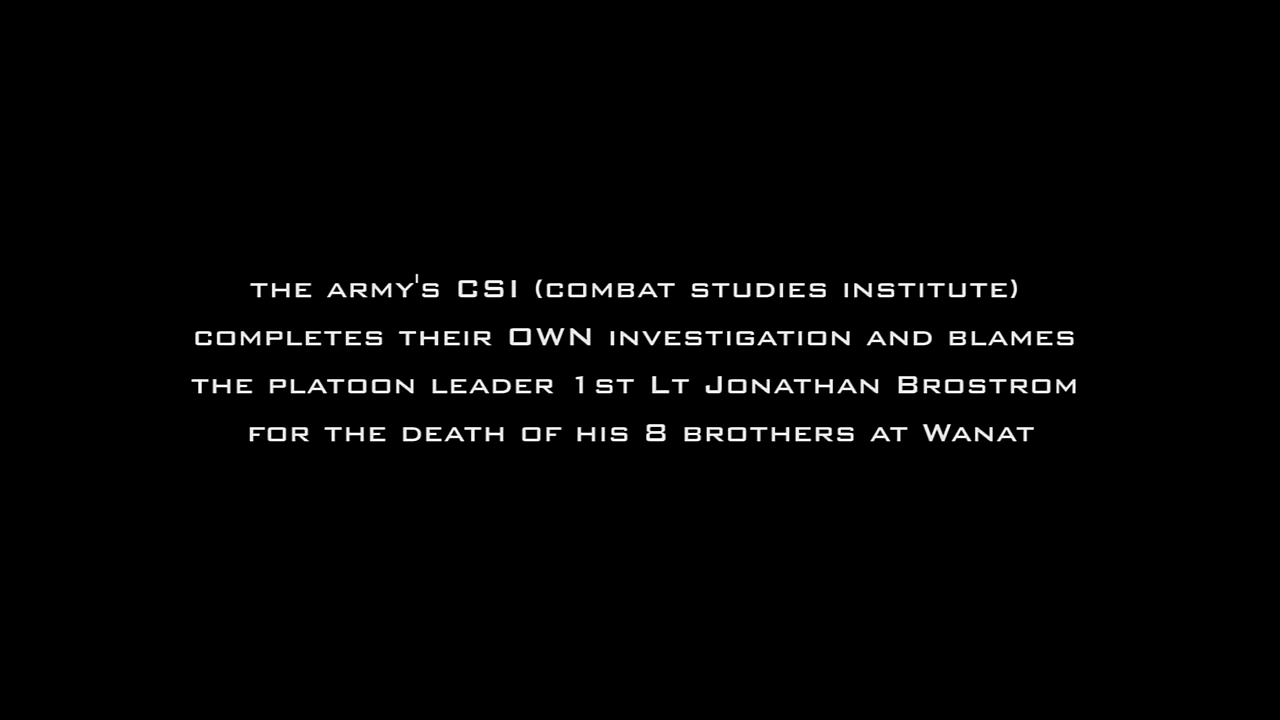 the army's CSI (combat studies institute)
completes their OWN investigation and blames
the platoon leader 1st Lt Jonathan Brostrom
for the death of his 8 brothers at Wanat